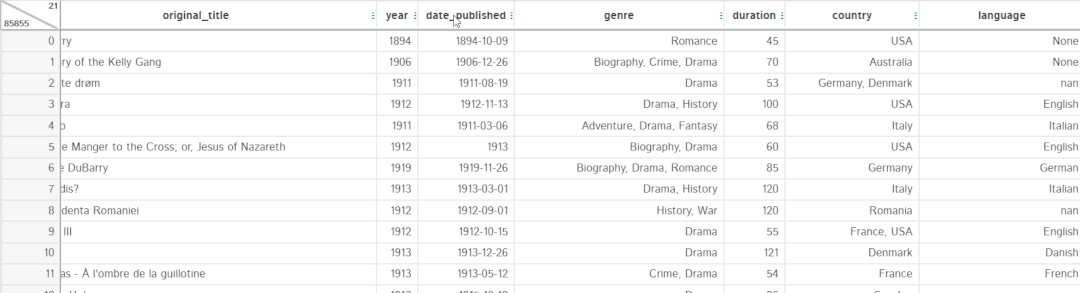 21
85855
original_title year date_published genre duration country language
0 ry 1894 1894-10-09 Romance 45 USA None
1 ry of the Kelly Gang 1906 1906-12-26 Biography, Crime, Drama 70 Australia None
2 te drøm 1911 1911-08-19 Drama 53 Germany, Denmark nan
3 ra 1912 1912-11-13 Drama, History 100 USA English
4 o 1911 1911-03-06 Adventure, Drama, Fantasy 68 Italy Italian
5 e Manger to the Cross; or, Jesus of Nazareth 1912 1913 Biography, Drama 60 USA English
6 e DuBarry 1919 1919-11-26 Biography, Drama, Romance 85 Germany German
7 dis? 1913 1913-03-01 Drama, History 120 Italy Italian
8 denta Romaniei 1912 1912-09-01 History, War 120 Romania nan
9 III 1912 1912-10-15 Drama 55 France, USA English
10 1913 1913-12-26 Drama 121 Denmark Danish
11 as - À l'ombre de la guillotine 1913 1913-05-12 Crime, Drama 54 France French